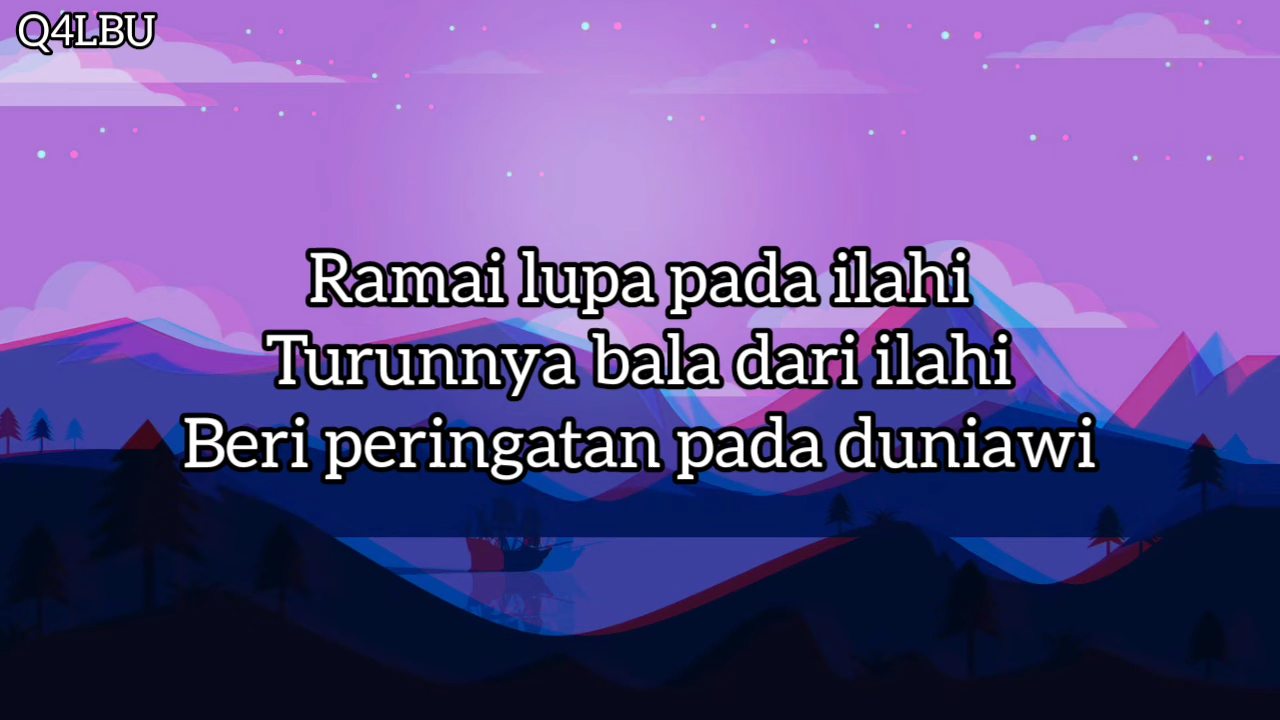 Q4LBU
Ramai lupa pada ilahi
Turunnya bala dari ilahi
Beri peringatan pada duniawi